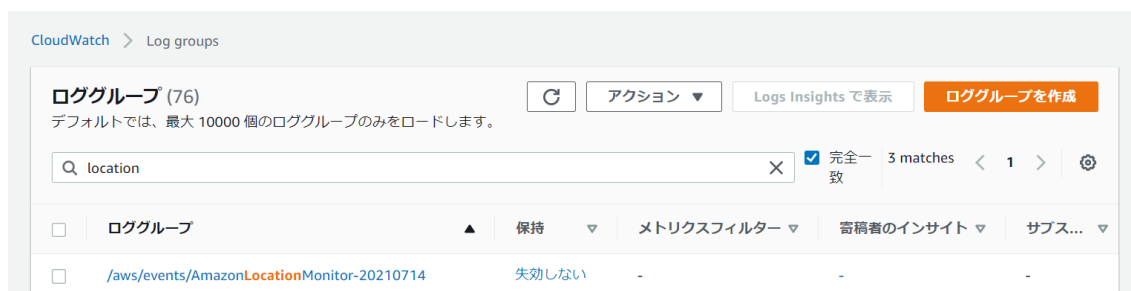 CloudWatch > Log groups
ロググループ (76)
アクション ▼
Logs Insights で表示
ロググループを作成
デフォルトでは、最大 10000 個のロググループのみをロードします。
location
完全一
致
3 matches
1
ロググループ ▲ 保持 メトリクスフィルター 寄稿者のインサイト サブス...
/aws/events/AmazonLocationMonitor-20210714 失効しない - - -